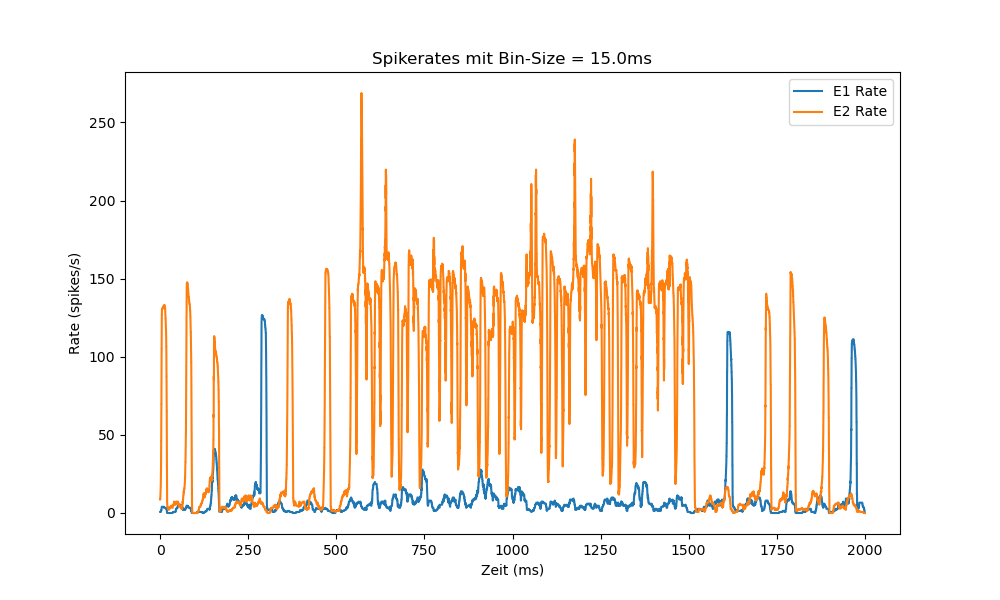 Spikerates mit Bin-Size = 15.0ms
E1 Rate
E2 Rate
250
200
150
100
50
0
Rate (spikes/s)
0 250 500 750 1000 1250 1500 1750 2000
Zeit (ms)